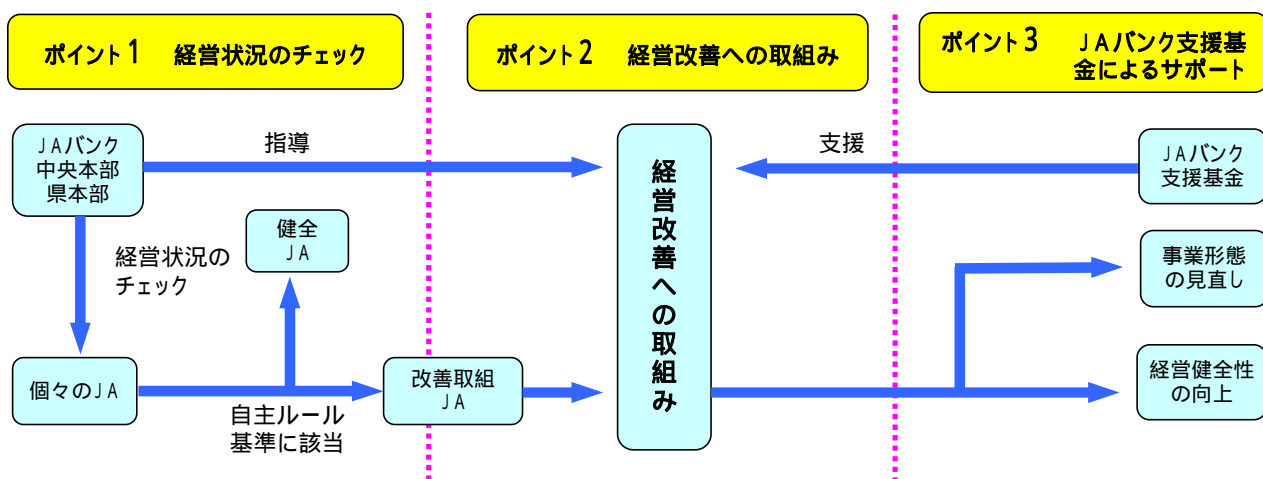 ポイント1 経営状況のチェック
ポイント2 経営改善への取組み
ポイント3 JAバンク支援基
金によるサポート
JAバンク
中央本部
県本部
指導
経営改善への取組み
支援
JAバンク
支援基金
健全
JA
経営状況の
チェック
事業形態
の見直し
個々のJA
自主ルール
基準に該当
改善取組
JA
経営健全性
の向上